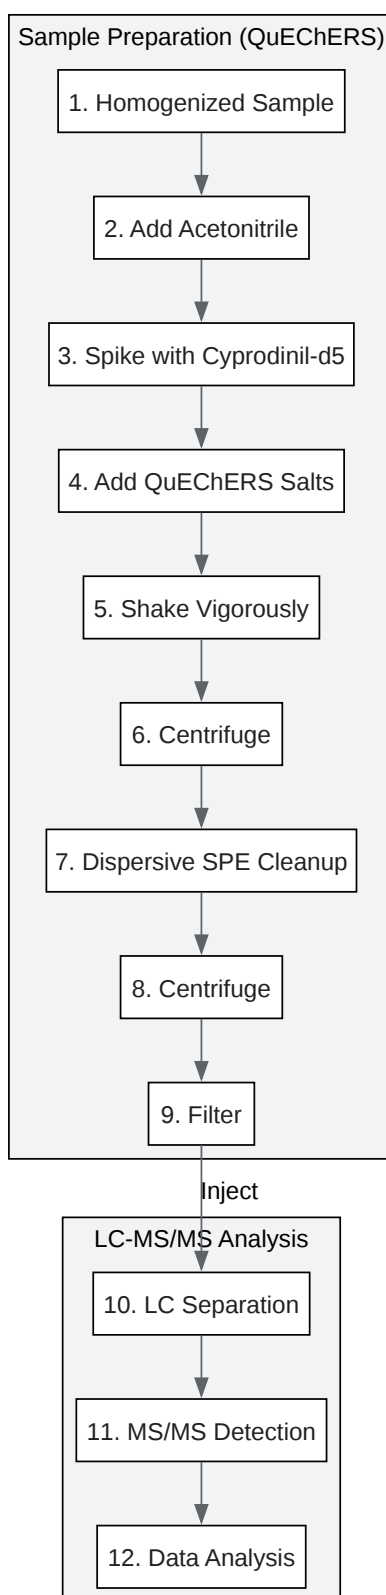 Sample Preparation (QuEChERS)
1. Homogenized Sample
2. Add Acetonitrile
3. Spike with Cyprodinil-d5
4. Add QuEChERS Salts
5. Shake Vigorously
6. Centrifuge
7. Dispersive SPE Cleanup
8. Centrifuge
9. Filter
Inject
LC-MS/MS Analysis
10. LC Separation
11. MS/MS Detection
12. Data Analysis